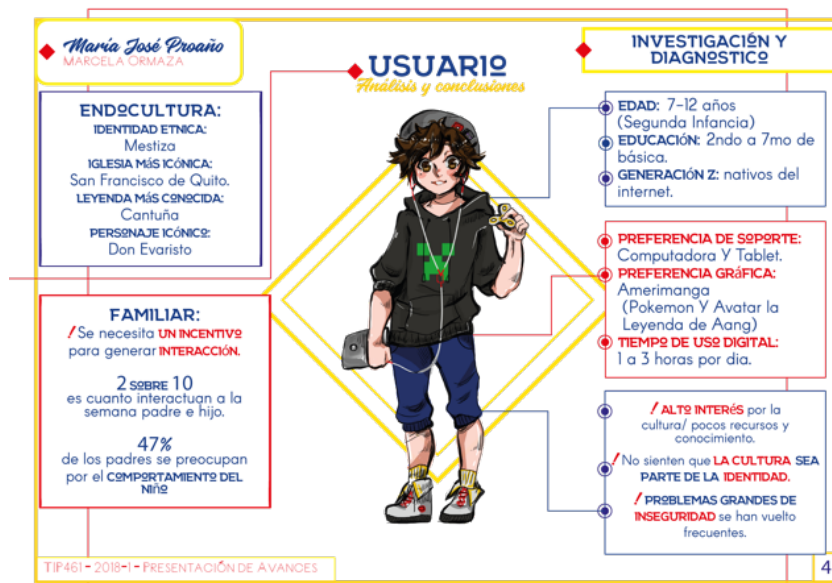 María José Proaño
MARCELA ORMAZA
USUARIO
Análisis y conclusiones
INVESTIGACIÓN Y
DIAGNOSTICO
ENDOCULTURA:
IDENTIDAD ETNICA:
Mestiza
IGLESIA MÁS ICÓNICA:
San Francisco de Quito.
LEYENDA MÁS CONOCIDA:
Cantuña
PERSONAJE ICÓNICO:
Don Evaristo
FAMILIAR:
! Se necesita UN INCENTIVO
para generar INTERACCIÓN.
2 SOBRE 10
es cuanto interactuan a la
semana padre e hijo.
47%
de los padres se preocupan
por el COMPORTAMIENTO DEL
NIÑO
EDAD: 7-12 años
(Segunda Infancia)
EDUCACIÓN: 2ndo a 7mo de
básica.
GENERACIÓN Z: nativos del
internet.
PREFERENCIA DE SOPORTE:
Computadora Y Tablet.
PREFERENCIA GRÁFICA:
Amerimanga
(Pokemon Y Avatar la
Leyenda de Aang)
TIEMPO DE USO DIGITAL:
1 a 3 horas por dia.
! ALTO INTERÉS por la
cultura/ pocos recursos y
conocimiento.
! No sienten que LA CULTURA SEA
PARTE DE LA IDENTIDAD.
! PROBLEMAS GRANDES DE
INSEGURIDAD se han vuelto
frecuentes.
TIP461 - 2018-1 - PRESENTACIÓN DE AVANCES
4